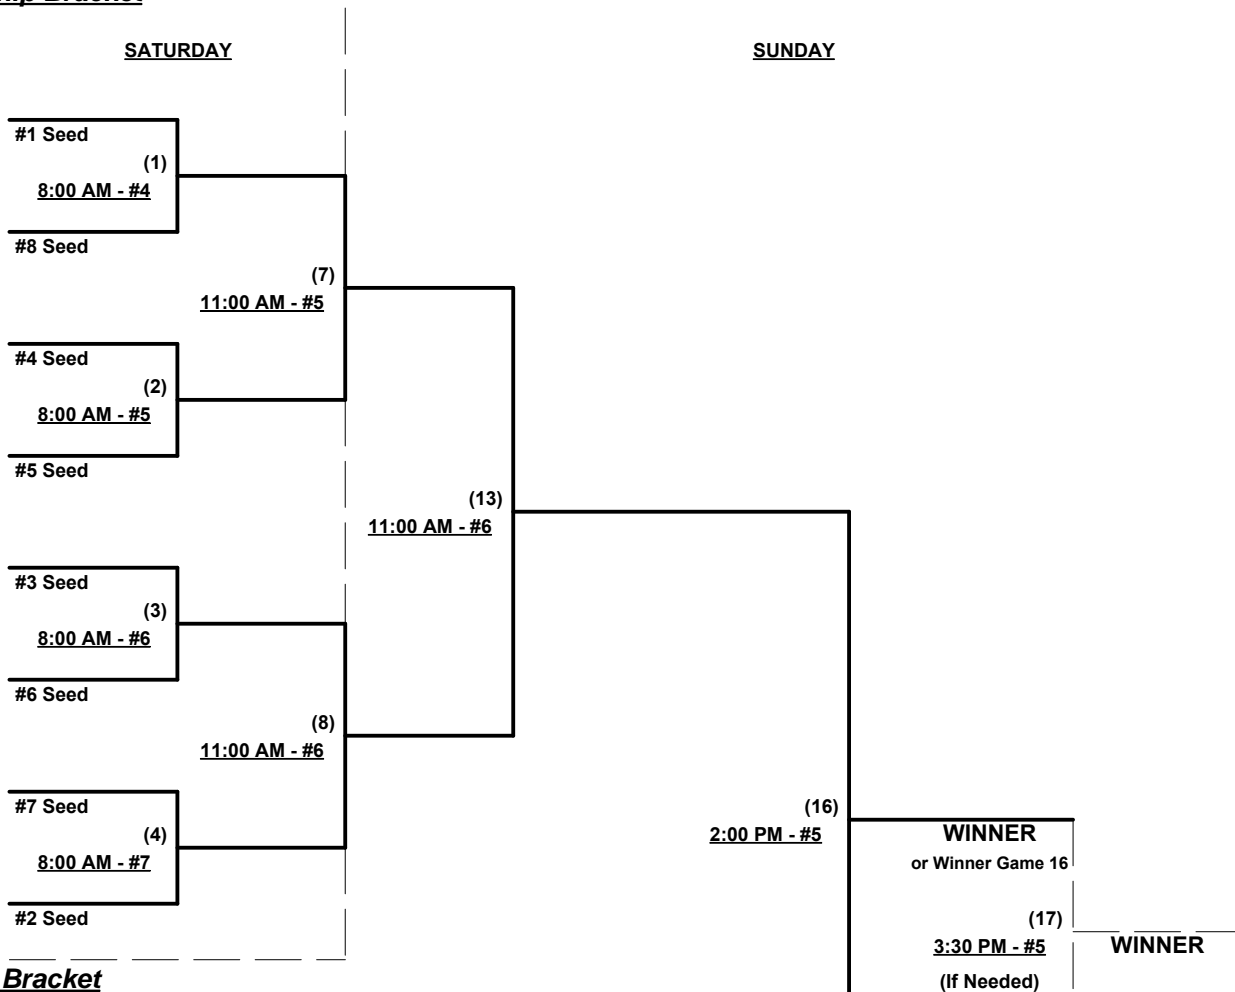 Bracket
SATURDAY
SUNDAY
#1 Seed
(1)
8:00 AM - #4
#8 Seed
(7)
11:00 AM - #5
#4 Seed
(2)
8:00 AM - #5
#5 Seed
(13)
11:00 AM - #6
#3 Seed
(3)
8:00 AM - #6
#6 Seed
(8)
11:00 AM - #6
#7 Seed
(4)
8:00 AM - #7
#2 Seed
(16)
2:00 PM - #5
WINNER
or Winner Game 16
(17)
3:30 PM - #5
WINNER
(If Needed)
Bracket